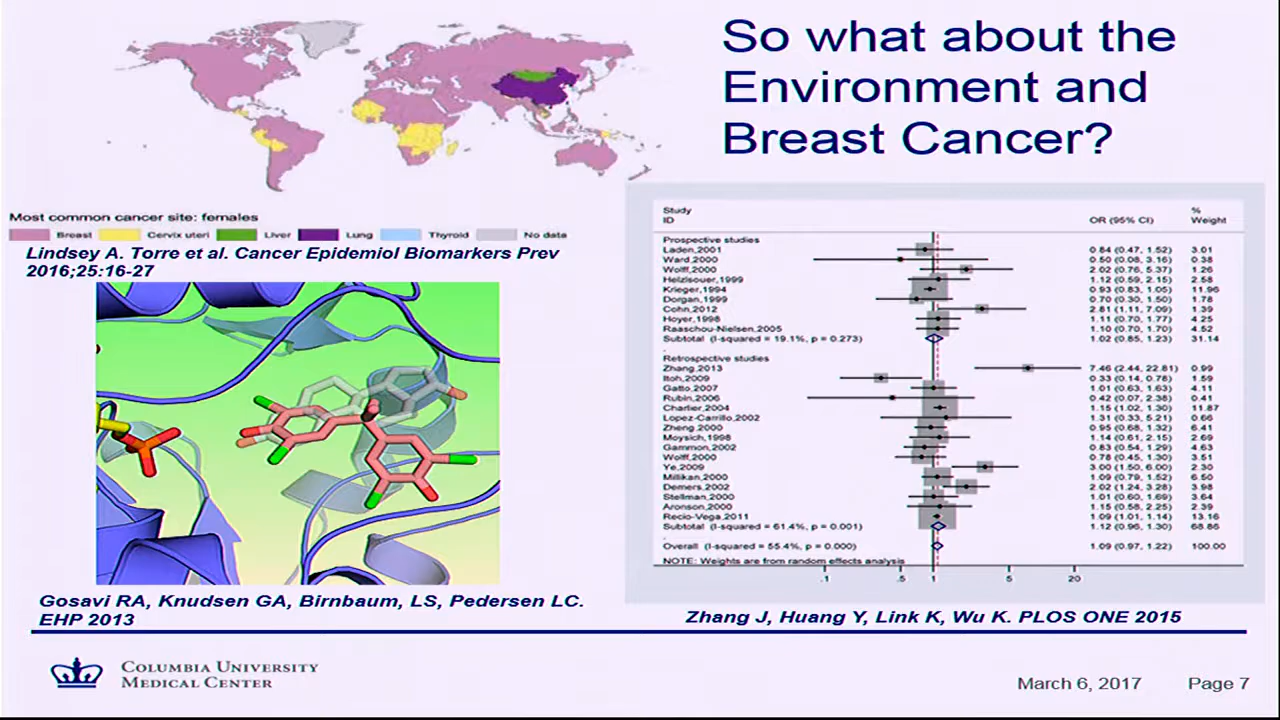 So what about the
Environment and
Breast Cancer?
Most common cancer site: females
Breast Cervix uteri Liver Lung Thyroid No data
Lindsey A. Torre et al. Cancer Epidemiol Biomarkers Prev
2016;25:16-27
Gosavi RA, Knudsen GA, Birnbaum, LS, Pedersen LC.
EHP 2013
Study %
ID OR (95% CI) Weight
Prospective studies
Laden,2001 0.84 (0.47, 1.52) 3.01
Ward,2000 0.50 (0.08, 3.16) 0.38
Wolff,2000 2.02 (0.76, 5.37) 1.26
Helzlsouer,1999 1.12 (0.59, 2.15) 2.58
Krieger,1994 0.93 (0.83, 1.05) 11.96
Dorgan,1999 0.70 (0.30, 1.50) 1.78
Cohn,2012 2.81 (1.11, 7.09) 1.39
Hoyer,1998 1.11 (0.70, 1.77) 4.25
Raaschou-Nielsen,2005 1.10 (0.70, 1.70) 4.52
Subtotal (I-squared = 19.1%, p = 0.273) 1.02 (0.85, 1.23) 31.14
.
Retrospective studies
Zhang,2013 7.46 (2.44, 22.81) 0.99
Itoh,2009 0.33 (0.14, 0.78) 1.59
Gatto,2007 1.01 (0.63, 1.63) 4.11
Rubin,2006 0.42 (0.07, 2.38) 0.41
Charlier,2004 1.15 (1.02, 1.30) 11.87
Lopez-Carrillo,2002 1.31 (0.33, 5.21) 0.66
Zheng,2000 0.95 (0.68, 1.32) 6.41
Moysich,1998 1.14 (0.61, 2.15) 2.69
Gammon,2002 0.83 (0.54, 1.29) 4.63
Wolff,2000 0.78 (0.45, 1.30) 3.51
Ye,2009 3.00 (1.50, 6.00) 2.30
Millikan,2000 1.09 (0.79, 1.52) 6.50
Demers,2002 2.02 (1.24, 3.28) 3.98
Stellman,2000 1.01 (0.60, 1.69) 3.64
Aronson,2000 1.15 (0.58, 2.25) 2.39
Recio-Vega,2011 1.09 (1.01, 1.14) 13.16
Subtotal (I-squared = 61.4%, p = 0.001) 1.12 (0.96, 1.30) 68.86
.
Overall (I-squared = 55.4%, p = 0.000) 1.09 (0.97, 1.22) 100.00
NOTE: Weights are from random effects analysis
.1 .5 1 5 20
Zhang J, Huang Y, Link K, Wu K. PLOS ONE 2015
COLUMBIA UNIVERSITY
MEDICAL CENTER
March 6, 2017 Page 7